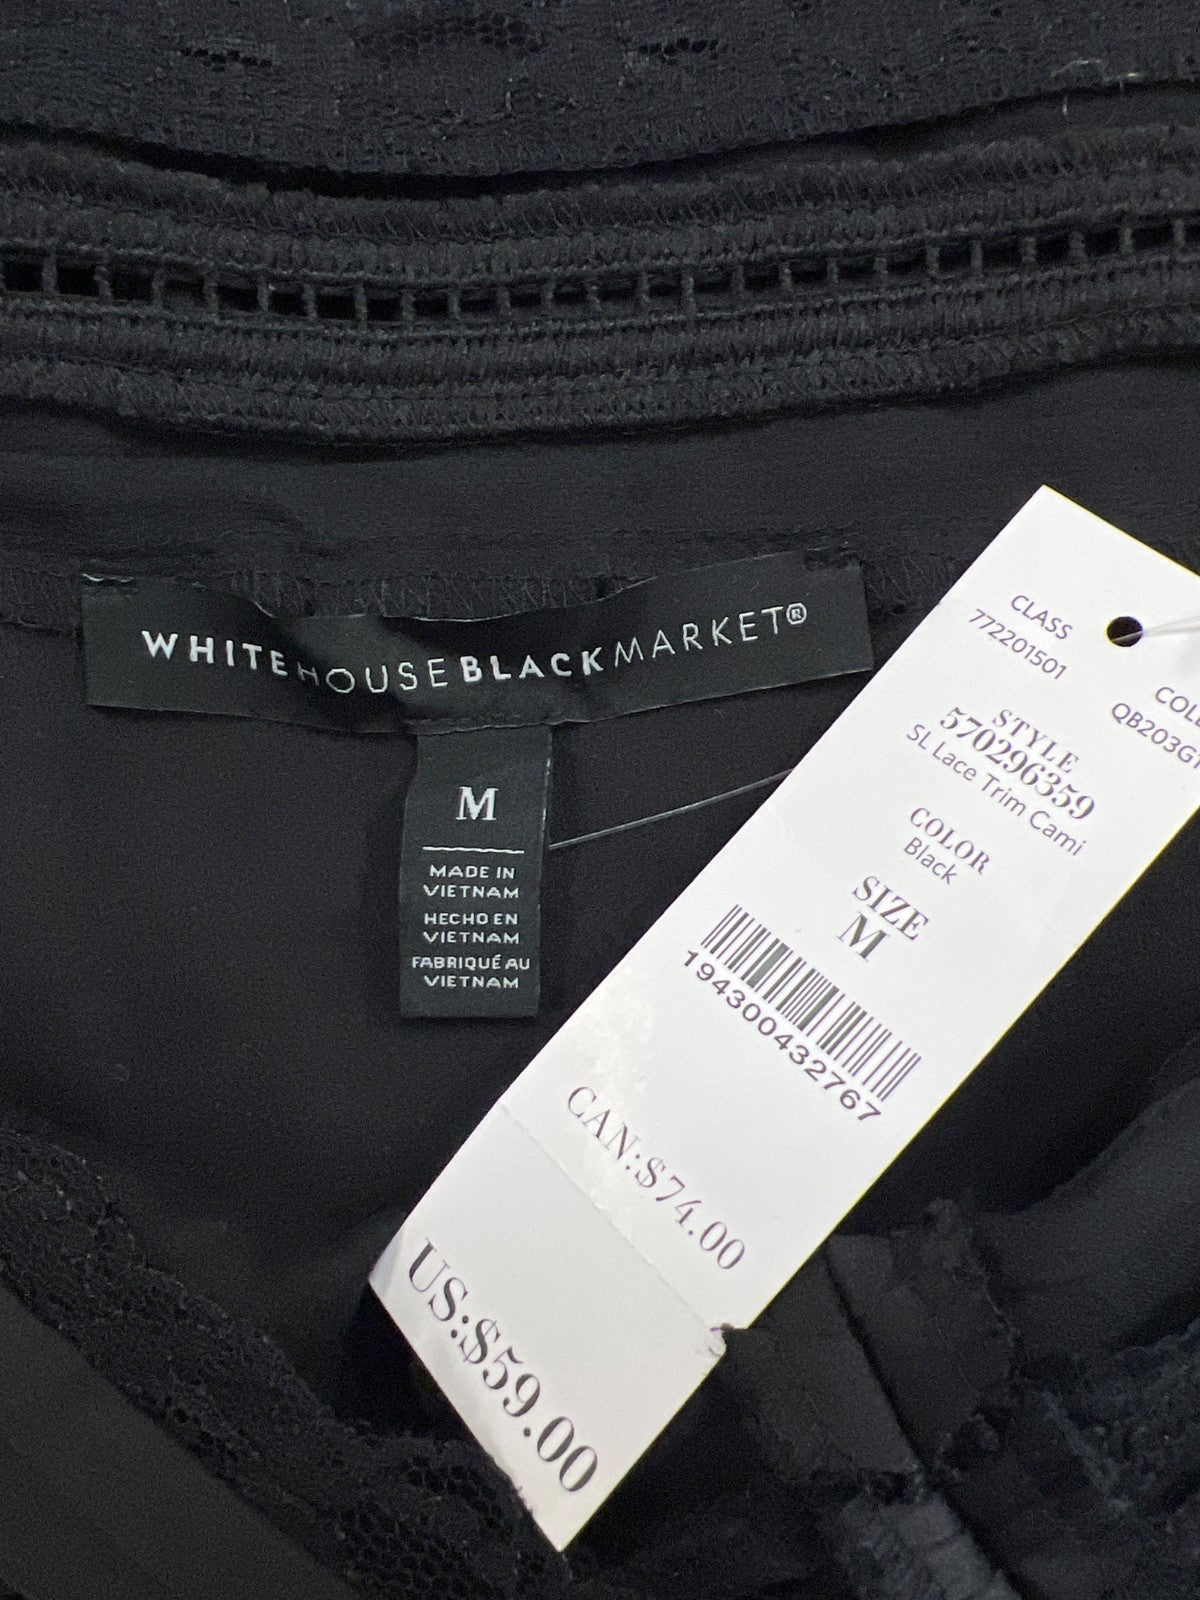 WHITEHOUSEBLACKMARKET®
M
MADE IN
VIETNAM
HECHO EN
VIETNAM
FABRIQUÉ AU
VIETNAM
CLASS
772201501
STYLE
570296359
SL Lace Trim Cami
COLOR
Black
SIZE
M
194300432767
CAN:$74.00
US:$59.00